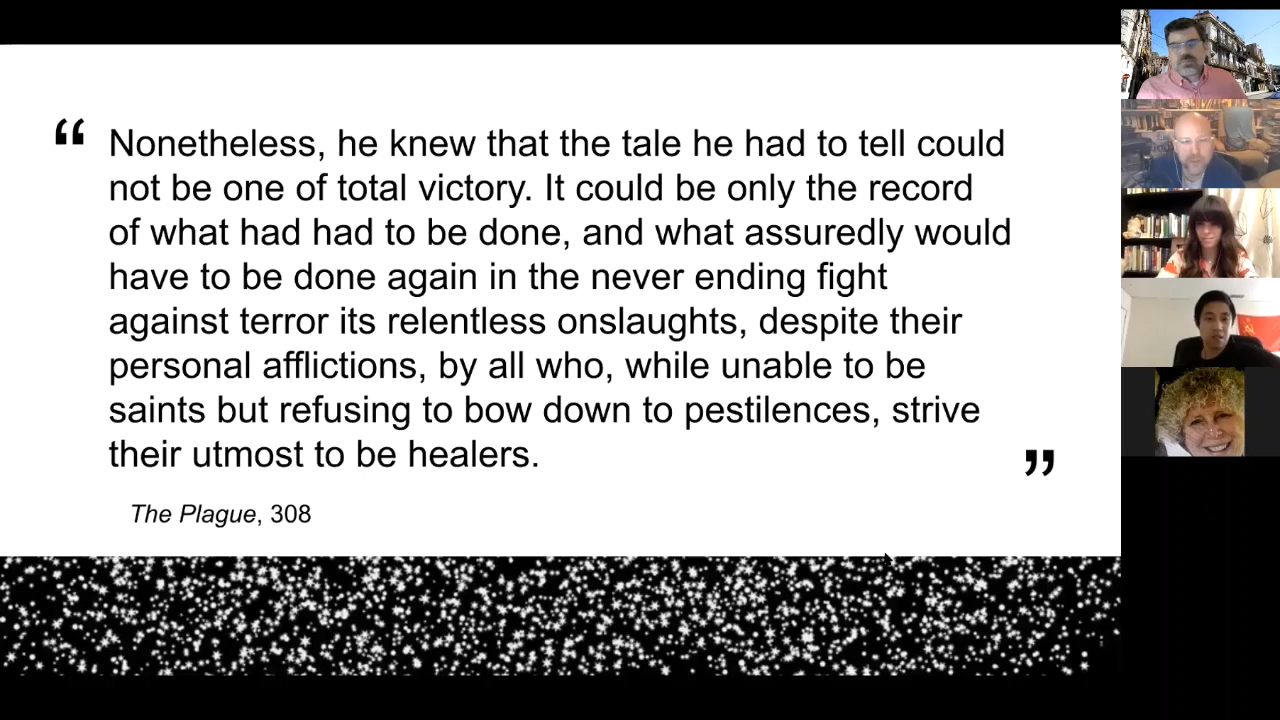 “ Nonetheless, he knew that the tale he had to tell could
not be one of total victory. It could be only the record
of what had had to be done, and what assuredly would
have to be done again in the never ending fight
against terror its relentless onslaughts, despite their
personal afflictions, by all who, while unable to be
saints but refusing to bow down to pestilences, strive
their utmost to be healers. ”
The Plague, 308